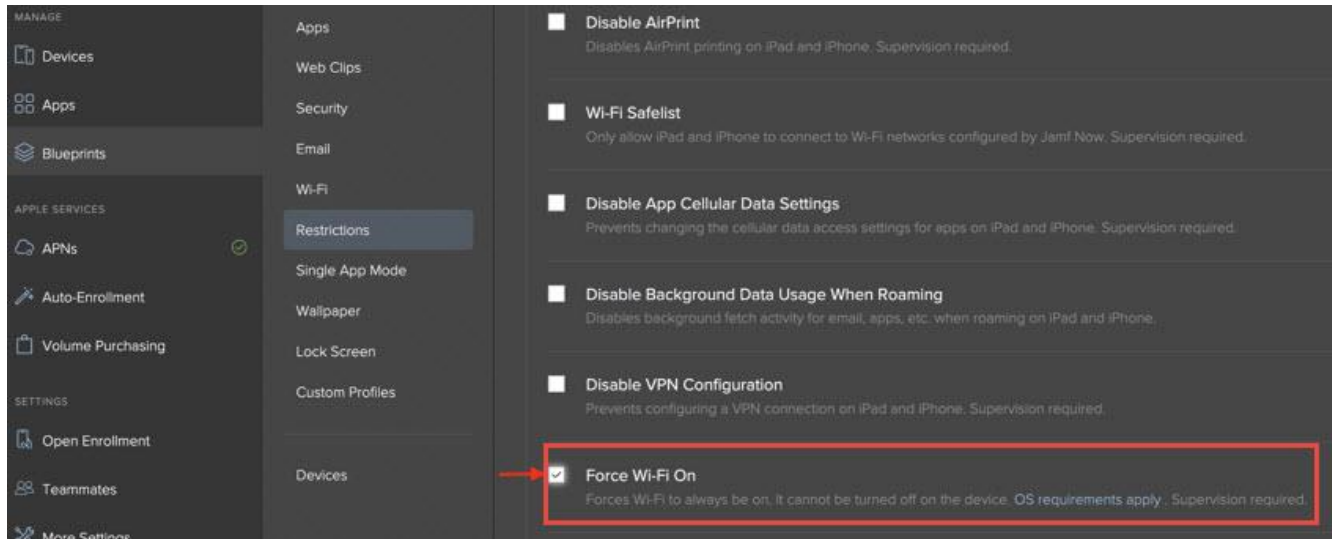 MANAGE
Devices
Apps
Blueprints
APPLE SERVICES
APNs
Auto-Enrollment
Volume Purchasing
SETTINGS
Open Enrollment
Teammates
More Settings
Apps
Web Clips
Security
Email
Wi-Fi
Restrictions
Single App Mode
Wallpaper
Lock Screen
Custom Profiles
Devices
Disable AirPrint
Disables AirPrint printing on iPad and iPhone. Supervision required.
Wi-Fi Safelist
Only allow iPad and iPhone to connect to Wi-Fi networks configured by Jamf Now. Supervision required.
Disable App Cellular Data Settings
Prevents changing the cellular data access settings for apps on iPad and iPhone. Supervision required.
Disable Background Data Usage When Roaming
Disables background fetch activity for email, apps, etc. when roaming on iPad and iPhone.
Disable VPN Configuration
Prevents configuring a VPN connection on iPad and iPhone. Supervision required.
Force Wi-Fi On
Forces Wi-Fi to always be on. It cannot be turned off on the device. OS requirements apply . Supervision required.